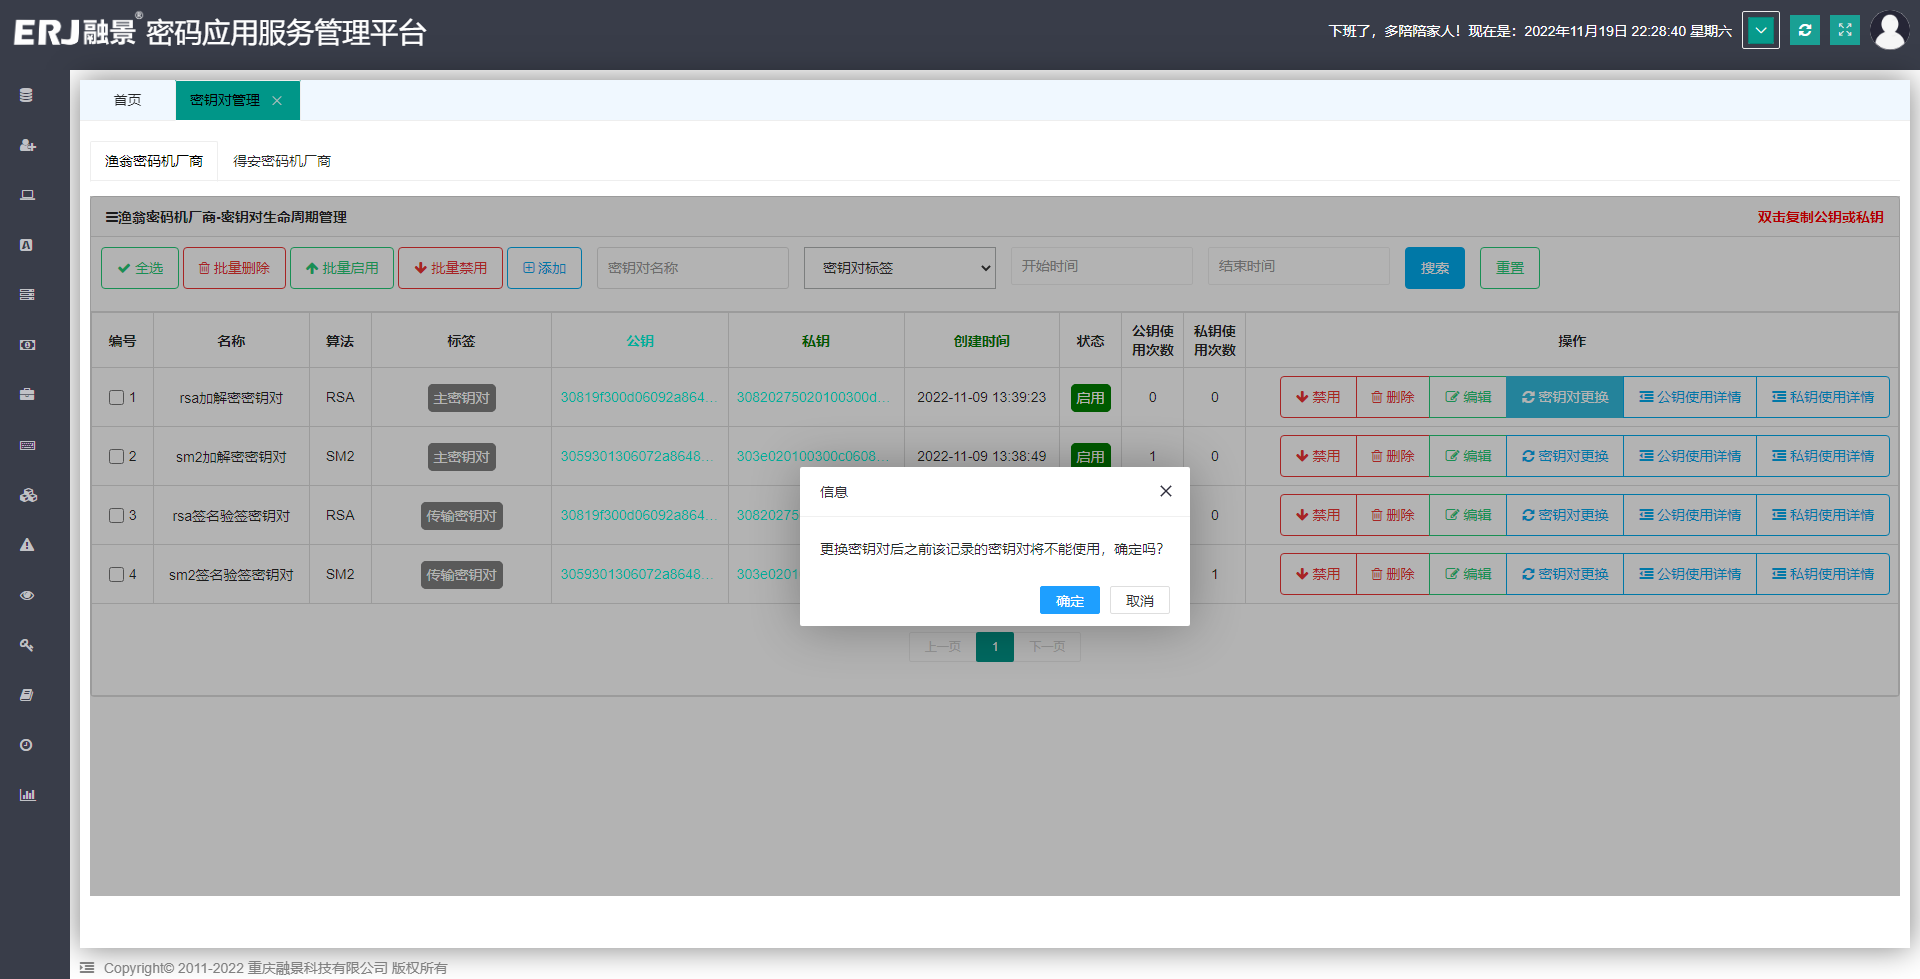 ERJ融景® 密码应用服务管理平台
下班了，多陪陪家人！现在是：2022年11月19日 22:28:40 星期六
首页 密钥对管理
渔翁密码机厂商 得安密码机厂商
渔翁密码机厂商-密钥对生命周期管理 双击复制公钥或私钥
全选 批量删除 批量启用 批量禁用 添加 密钥对名称 密钥对标签 开始时间 结束时间 搜索 重置
编号 名称 算法 标签 公钥 私钥 创建时间 状态 公钥使用次数 私钥使用次数 操作
1 rsa加解密密钥对 RSA 主密钥对 30819f300d06092a864... 30820275020100300d... 2022-11-09 13:39:23 启用 0 0 禁用 删除 编辑 密钥对更换 公钥使用详情 私钥使用详情
2 sm2加解密密钥对 SM2 主密钥对 3059301306072a8648... 303e020100300c0608... 2022-11-09 13:38:49 启用 1 0 禁用 删除 编辑 密钥对更换 公钥使用详情 私钥使用详情
3 rsa签名验签密钥对 RSA 传输密钥对 30819f300d06092a864... 30820275 0 禁用 删除 编辑 密钥对更换 公钥使用详情 私钥使用详情
4 sm2签名验签密钥对 SM2 传输密钥对 3059301306072a8648... 303e0201 1 禁用 删除 编辑 密钥对更换 公钥使用详情 私钥使用详情
信息
更换密钥对后之前该记录的密钥对将不能使用，确定吗？
确定 取消
上一页 1 下一页
Copyright© 2011-2022 重庆融景科技有限公司 版权所有